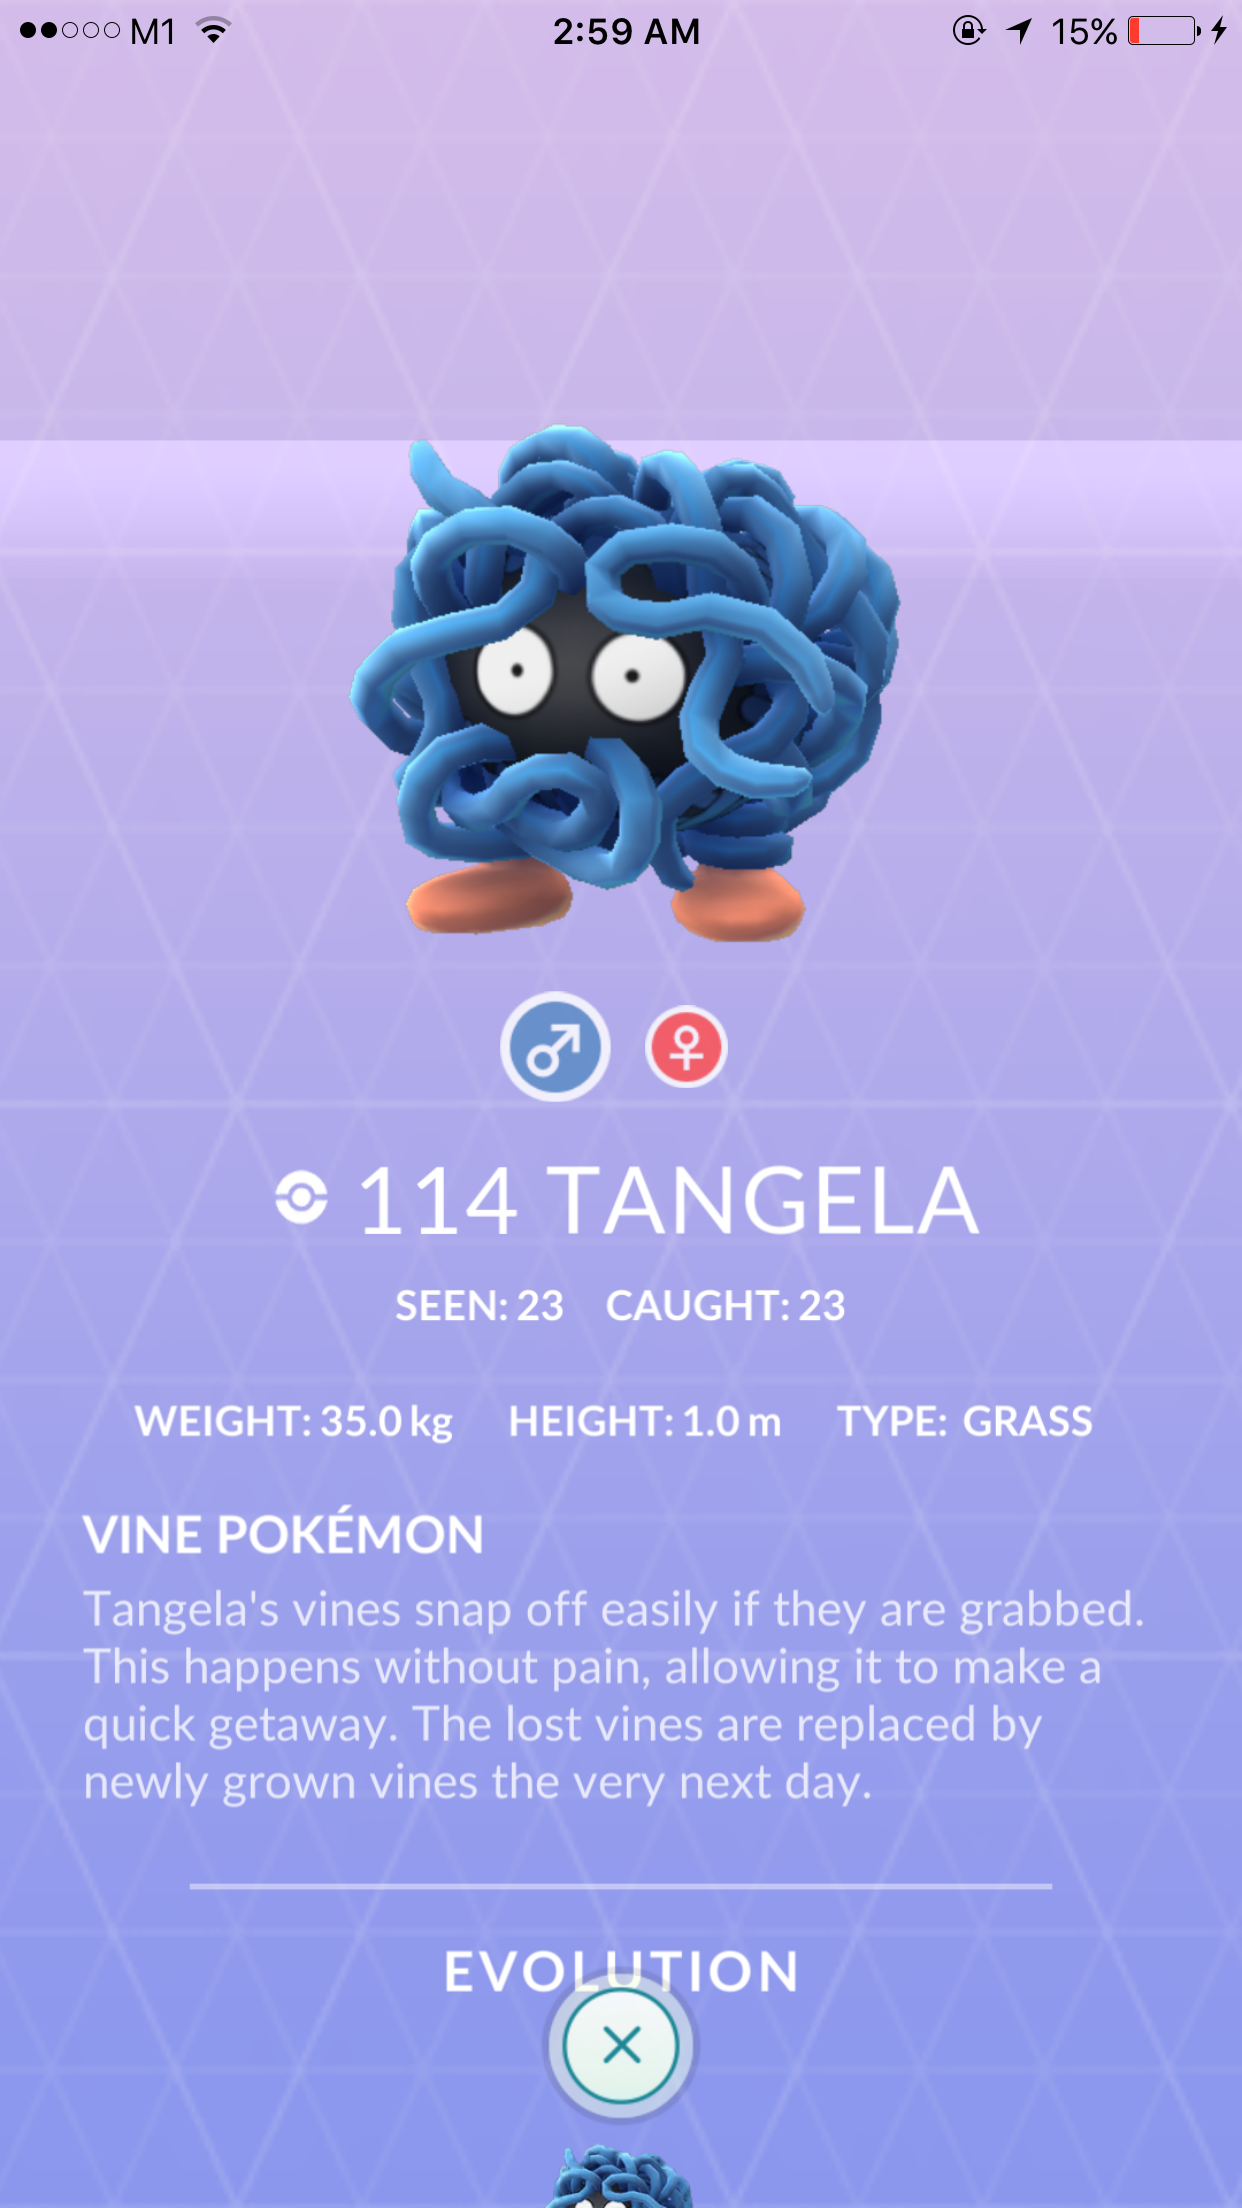 M1 2:59 AM 15%
114 TANGELA
SEEN: 23 CAUGHT: 23
WEIGHT: 35.0 kg HEIGHT: 1.0 m TYPE: GRASS
VINE POKÉMON
Tangela's vines snap off easily if they are grabbed.
This happens without pain, allowing it to make a
quick getaway. The lost vines are replaced by
newly grown vines the very next day.
EVOLUTION